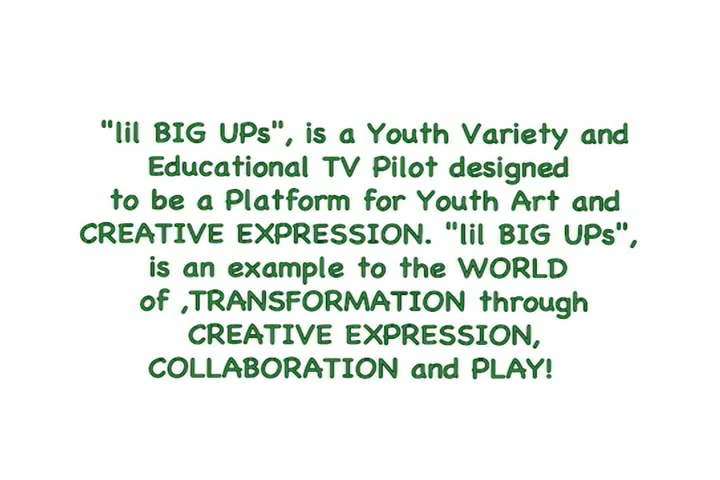 "lil BIG UPs", is a Youth Variety and
Educational TV Pilot designed
to be a Platform for Youth Art and
CREATIVE EXPRESSION. "lil BIG UPs",
is an example to the WORLD
of ,TRANSFORMATION through
CREATIVE EXPRESSION,
COLLABORATION and PLAY!